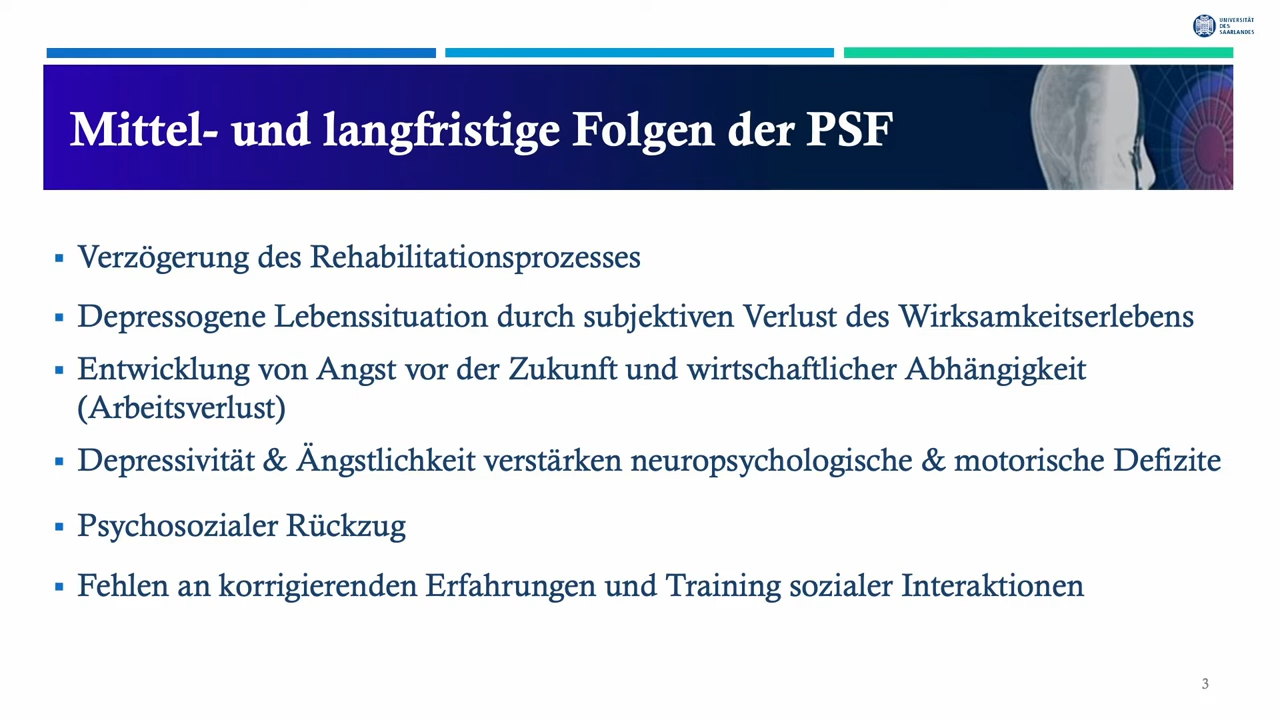 UNIVERSITÄT
DES
SAARLANDES
Mittel- und langfristige Folgen der PSF
▪ Verzögerung des Rehabilitationsprozesses
▪ Depressogene Lebenssituation durch subjektiven Verlust des Wirksamkeitserlebens
▪ Entwicklung von Angst vor der Zukunft und wirtschaftlicher Abhängigkeit
(Arbeitsverlust)
▪ Depressivität & Ängstlichkeit verstärken neuropsychologische & motorische Defizite
▪ Psychosozialer Rückzug
▪ Fehlen an korrigierenden Erfahrungen und Training sozialer Interaktionen
3